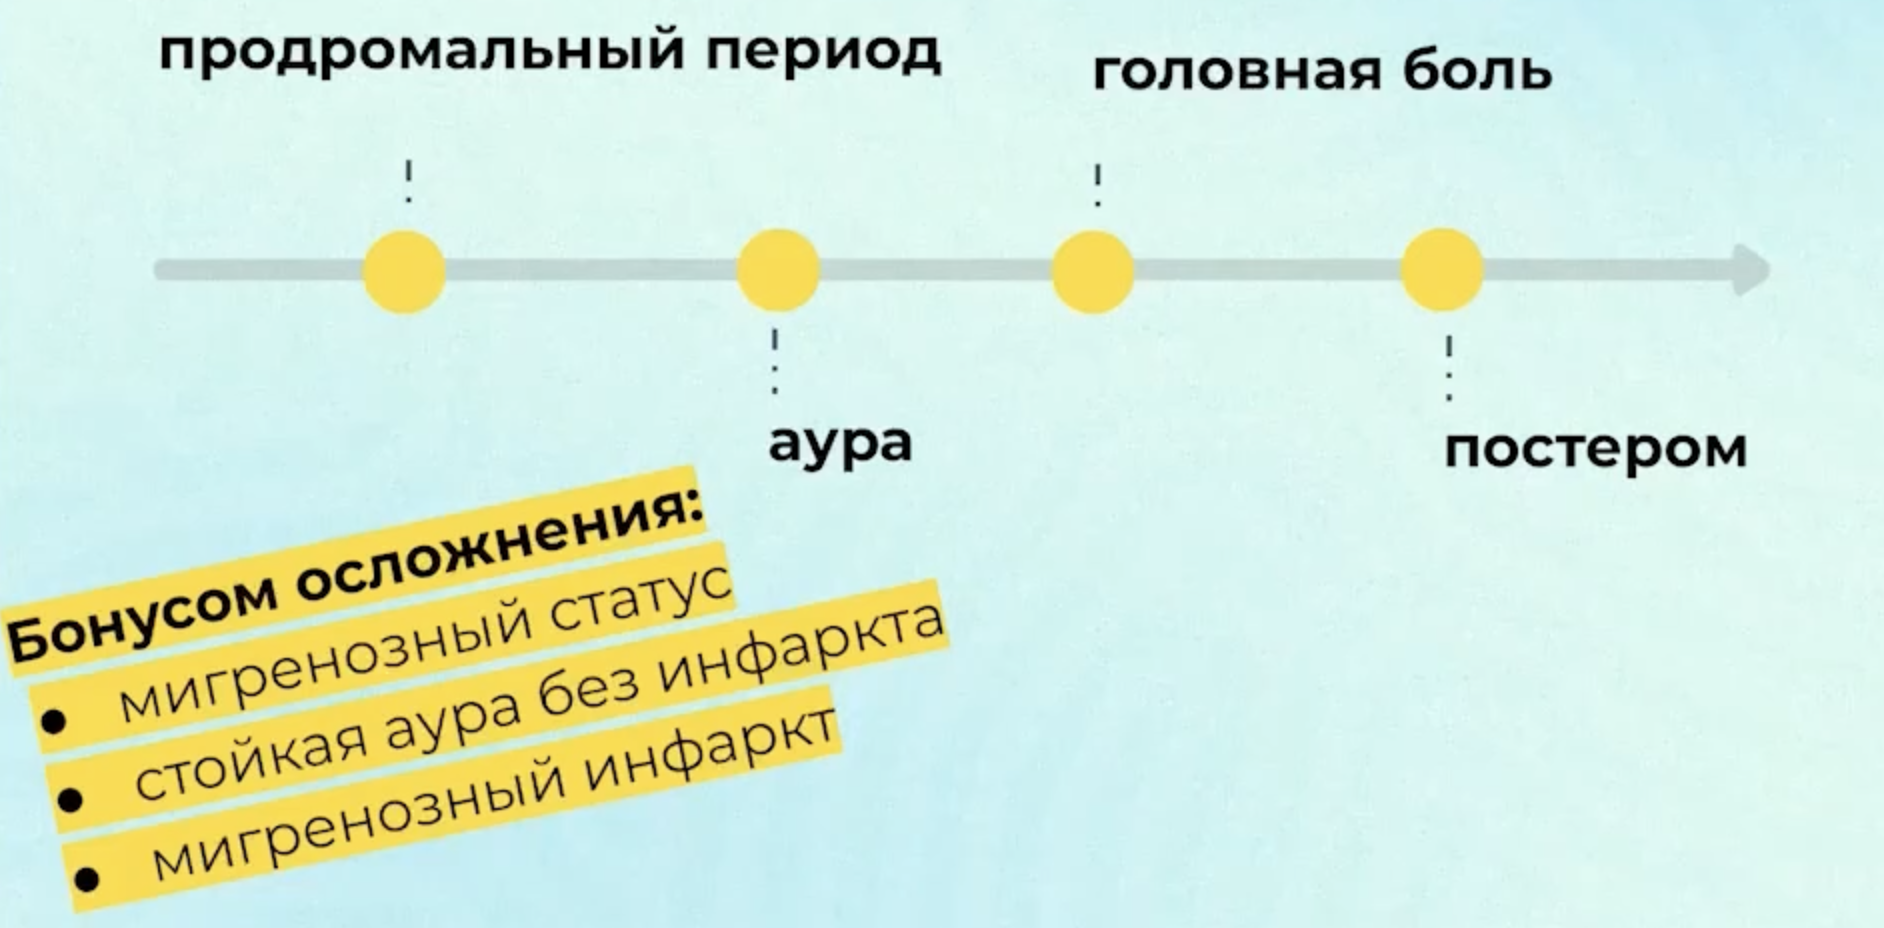 продромальный период
головная боль
аура
постером
Бонусом осложнения:
• мигренозный статус
• стойкая аура без инфаркта
• мигренозный инфаркт